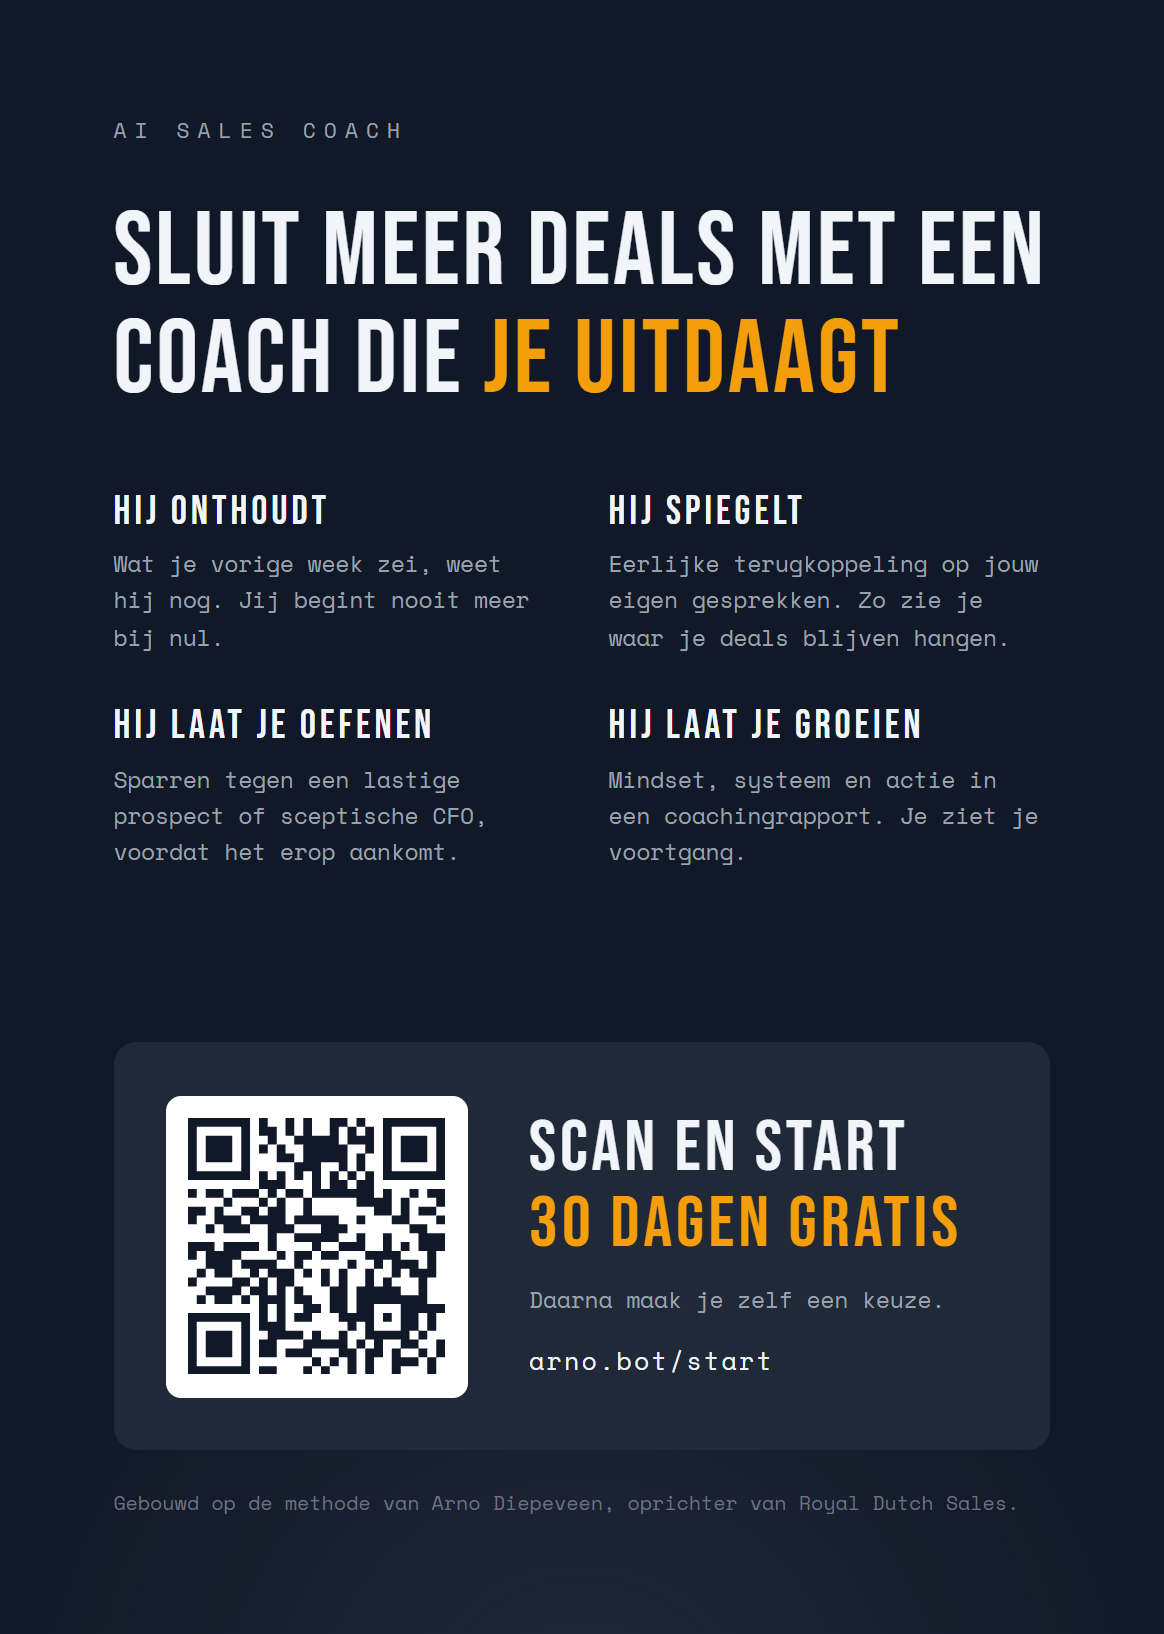 AI SALES COACH
SLUIT MEER DEALS MET EEN
COACH DIE JE UITDAAGT
HIJ ONTHOUDT
Wat je vorige week zei, weet
hij nog. Jij begint nooit meer
bij nul.
HIJ SPIEGELT
Eerlijke terugkoppeling op jouw
eigen gesprekken. Zo zie je
waar je deals blijven hangen.
HIJ LAAT JE OEFENEN
Sparren tegen een lastige
prospect of sceptische CFO,
voordat het erop aankomt.
HIJ LAAT JE GROEIEN
Mindset, systeem en actie in
een coachingrapport. Je ziet je
voortgang.
SCAN EN START
30 DAGEN GRATIS
Daarna maak je zelf een keuze.
arno.bot/start
Gebouwd op de methode van Arno Diepeveen, oprichter van Royal Dutch Sales.